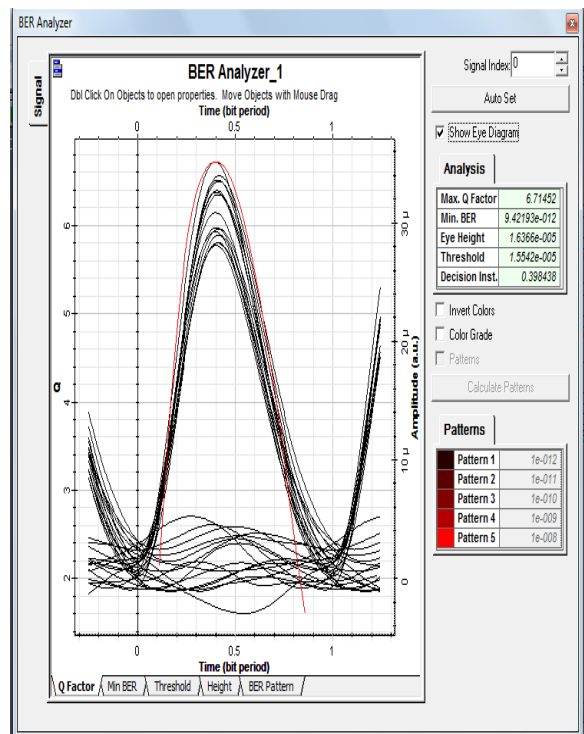 BER Analyzer
Signal
BER Analyzer_1
Dbl Click On Objects to open properties. Move Objects with Mouse Drag
Time (bit period)
0 0.5 1
Q
6
5
4
3
2
Amplitude (a.u.)
30 µ
20 µ
10 µ
0
0 0.5 1
Time (bit period)
Q Factor Min BER Threshold Height BER Pattern
Signal Index: 0
Auto Set
Show Eye Diagram
Analysis
Max. Q Factor 6.71452
Min. BER 9.42193e-012
Eye Height 1.6366e-005
Threshold 1.5542e-005
Decision Inst. 0.398438
Invert Colors
Color Grade
Patterns
Calculate Patterns
Patterns
Pattern 1 1e-012
Pattern 2 1e-011
Pattern 3 1e-010
Pattern 4 1e-009
Pattern 5 1e-008